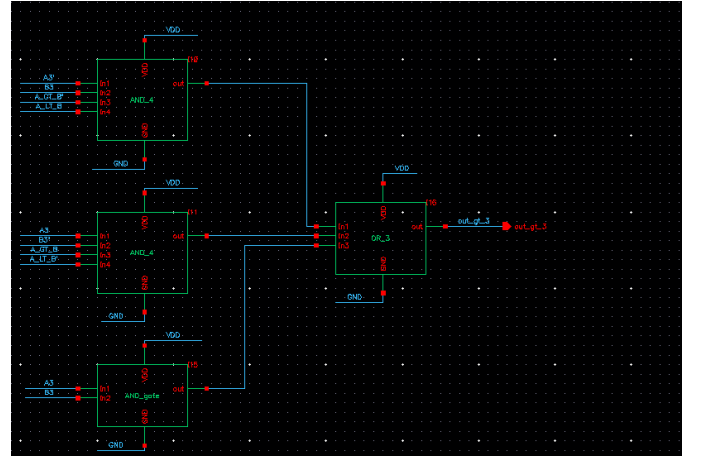 VDD
VDD
A3'
B3
A_GT_B'
A_LT_B
In1
In2
In3
In4
AND_4
out
GND
GND
VDD
VDD
A3
B3'
A_GT_B
A_LT_B'
In1
In2
In3
In4
AND_4
out
GND
GND
VDD
VDD
A3
B3
In1
In2
AND_gate
out
GND
GND
VDD
VDD
In1
In2
In3
OR_3
out
out_gt_3
out_gt_3
GND
GND